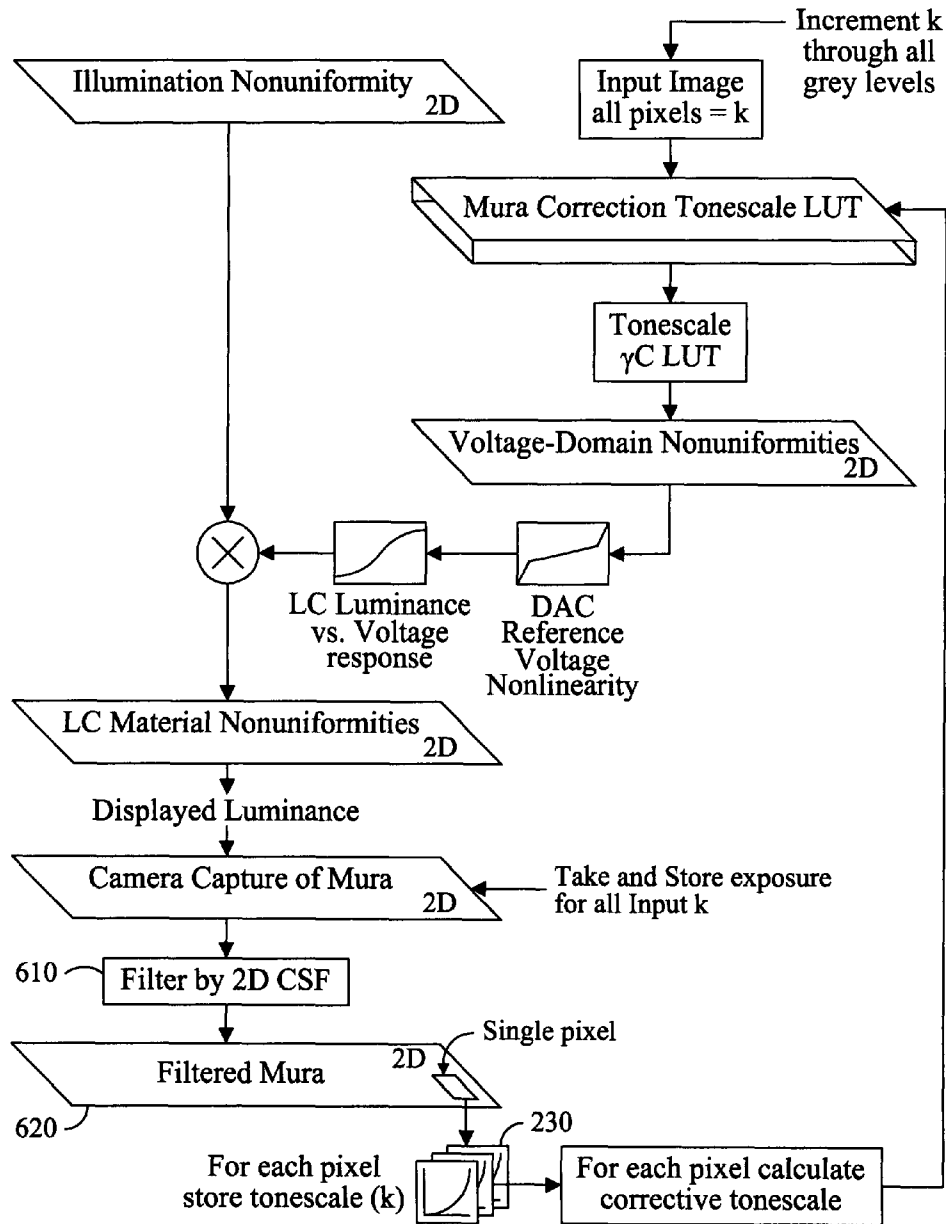 Increment k
through all
grey levels
Illumination Nonuniformity
2D
Input Image
all pixels = k
Mura Correction Tonescale LUT
Tonescale
γC LUT
Voltage-Domain Nonuniformities
2D
LC Luminance
vs. Voltage
response
DAC
Reference
Voltage
Nonlinearity
LC Material Nonuniformities
2D
Displayed Luminance
Camera Capture of Mura
2D
Take and Store exposure
for all Input k
610
Filter by 2D CSF
Single pixel
2D
Filtered Mura
620
230
For each pixel
store tonescale (k)
For each pixel calculate
corrective tonescale